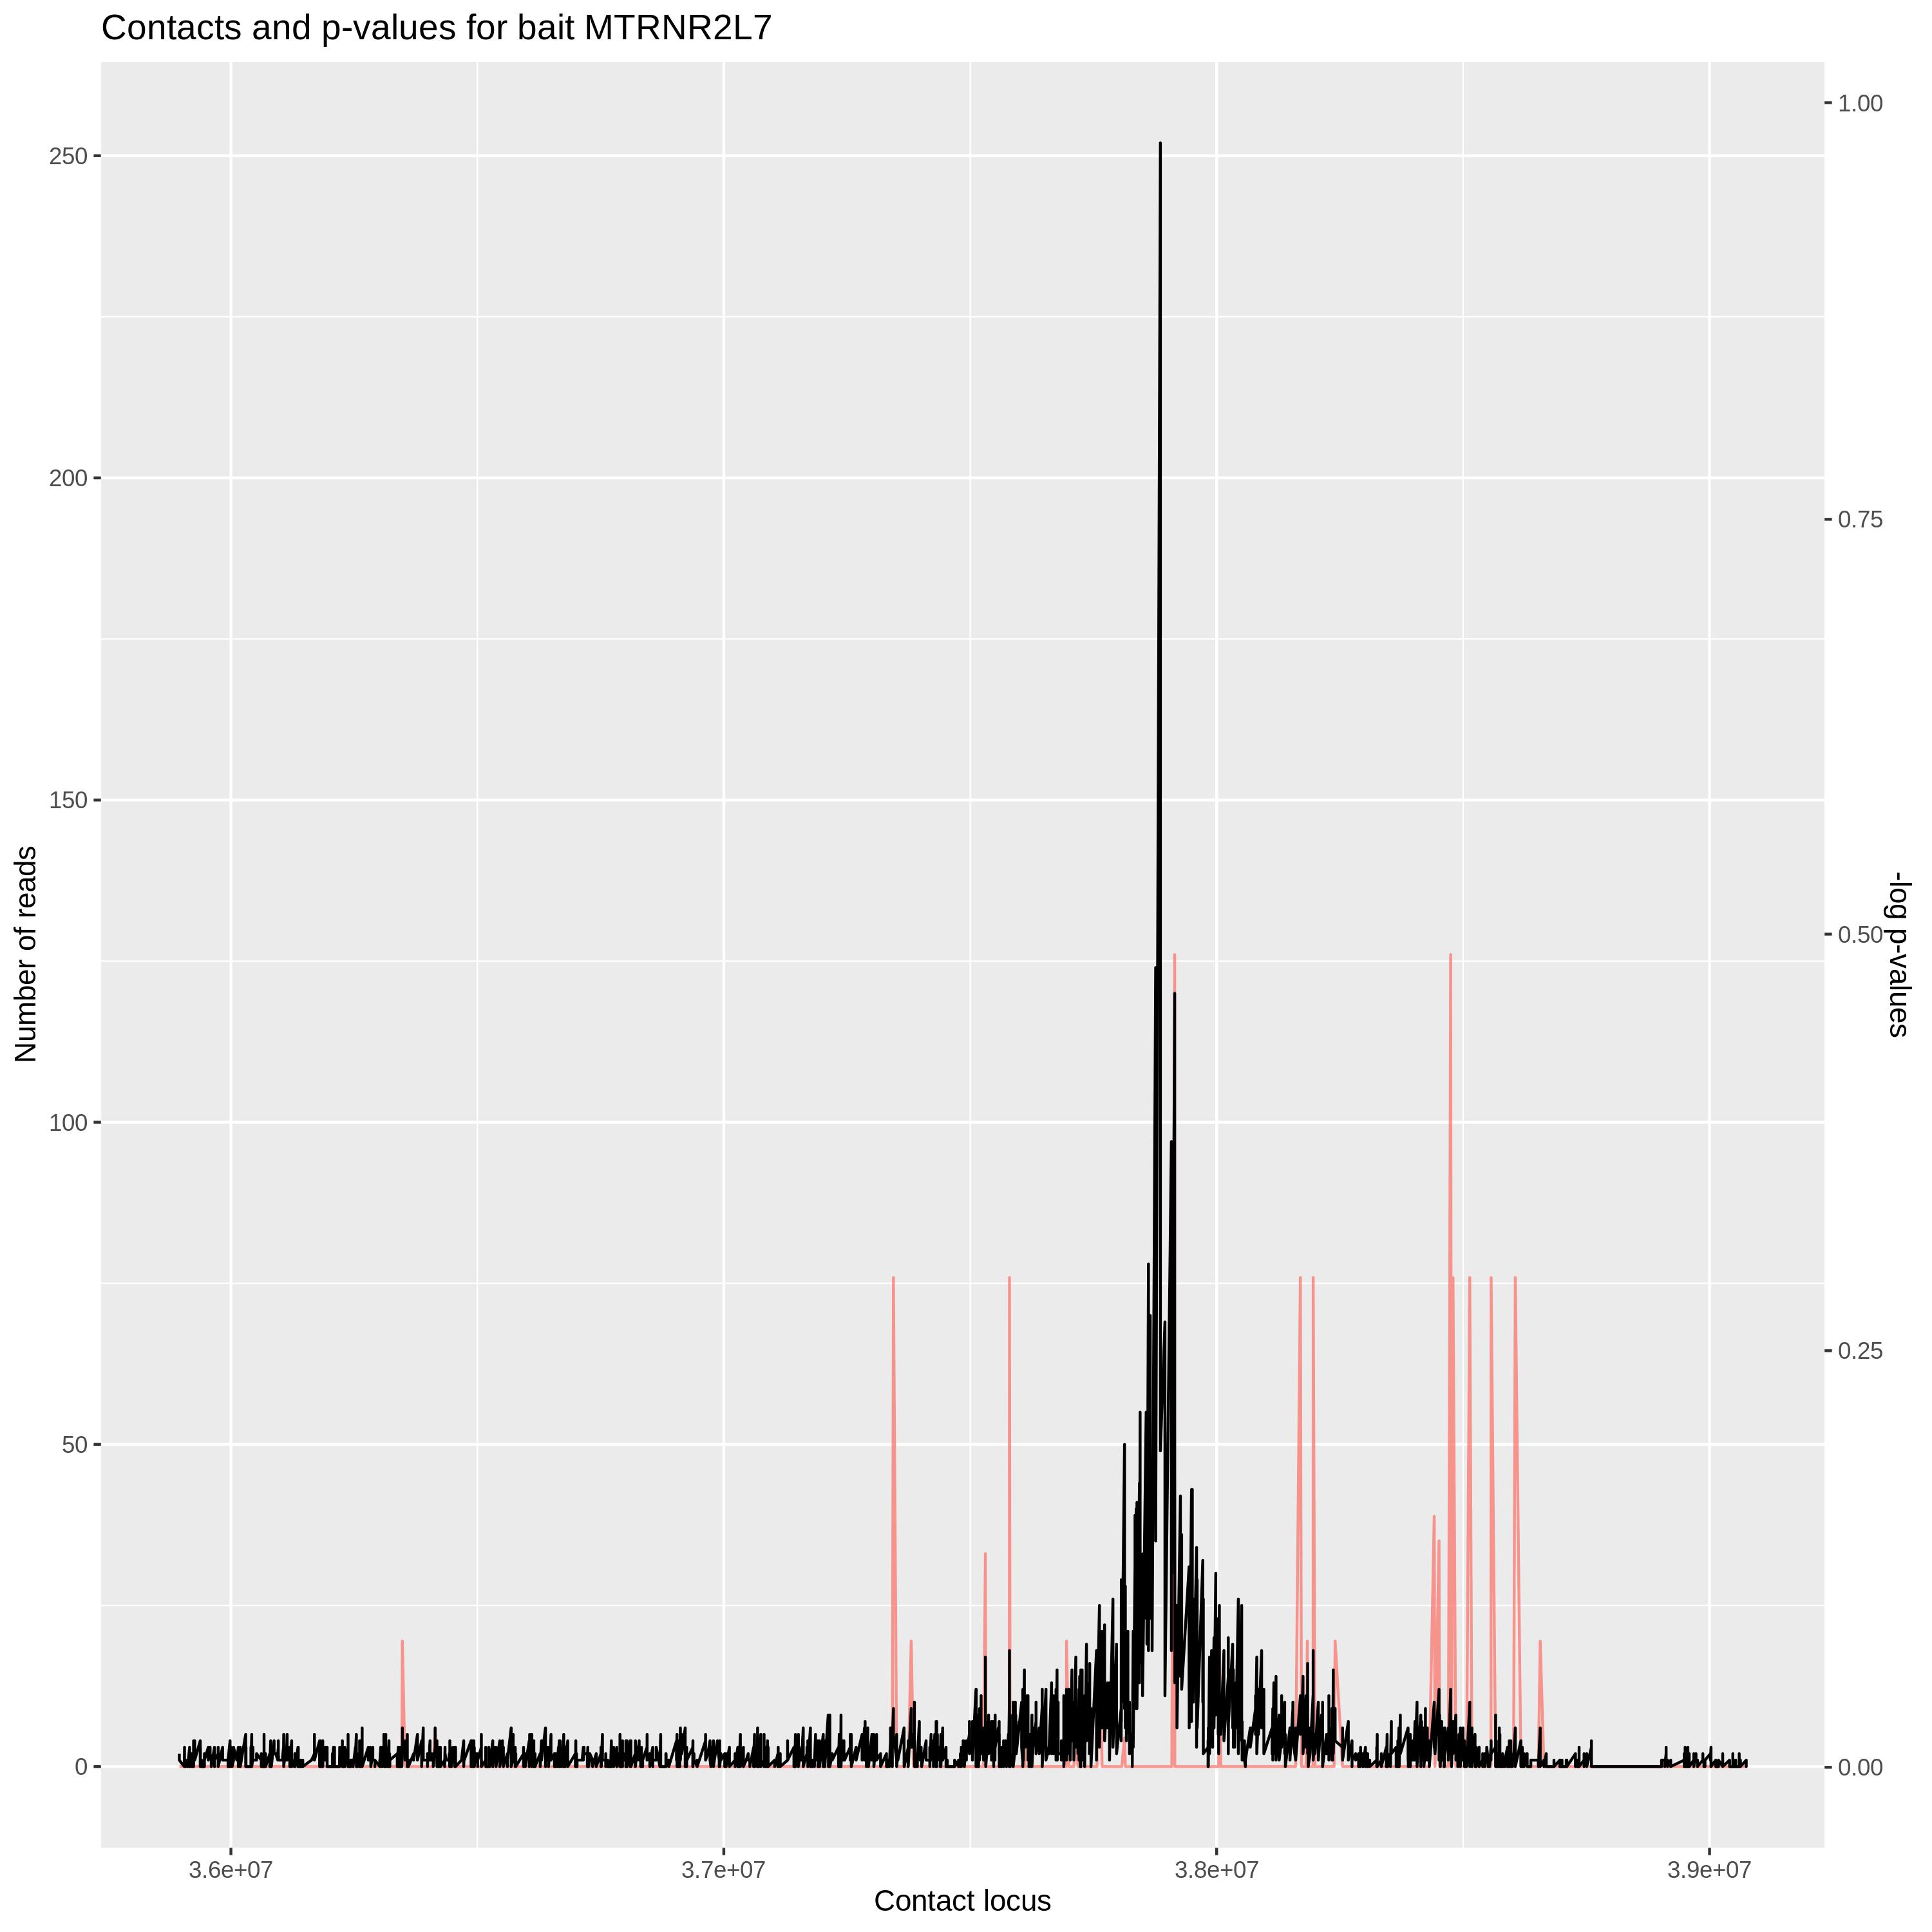 Contacts and p-values for bait MTRNR2L7
250
200
150
100
50
0
Number of reads
1.00
0.75
0.50
0.25
0.00
-log p-values
3.6e+07 3.7e+07 3.8e+07 3.9e+07
Contact locus